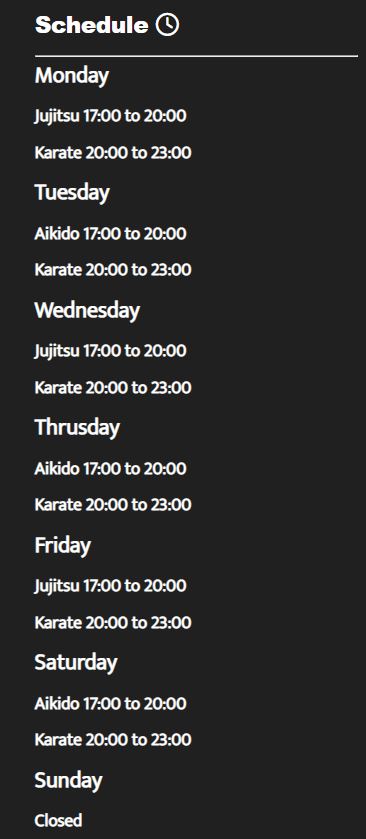 Schedule
Monday
Jujitsu 17:00 to 20:00
Karate 20:00 to 23:00
Tuesday
Aikido 17:00 to 20:00
Karate 20:00 to 23:00
Wednesday
Jujitsu 17:00 to 20:00
Karate 20:00 to 23:00
Thrusday
Aikido 17:00 to 20:00
Karate 20:00 to 23:00
Friday
Jujitsu 17:00 to 20:00
Karate 20:00 to 23:00
Saturday
Aikido 17:00 to 20:00
Karate 20:00 to 23:00
Sunday
Closed